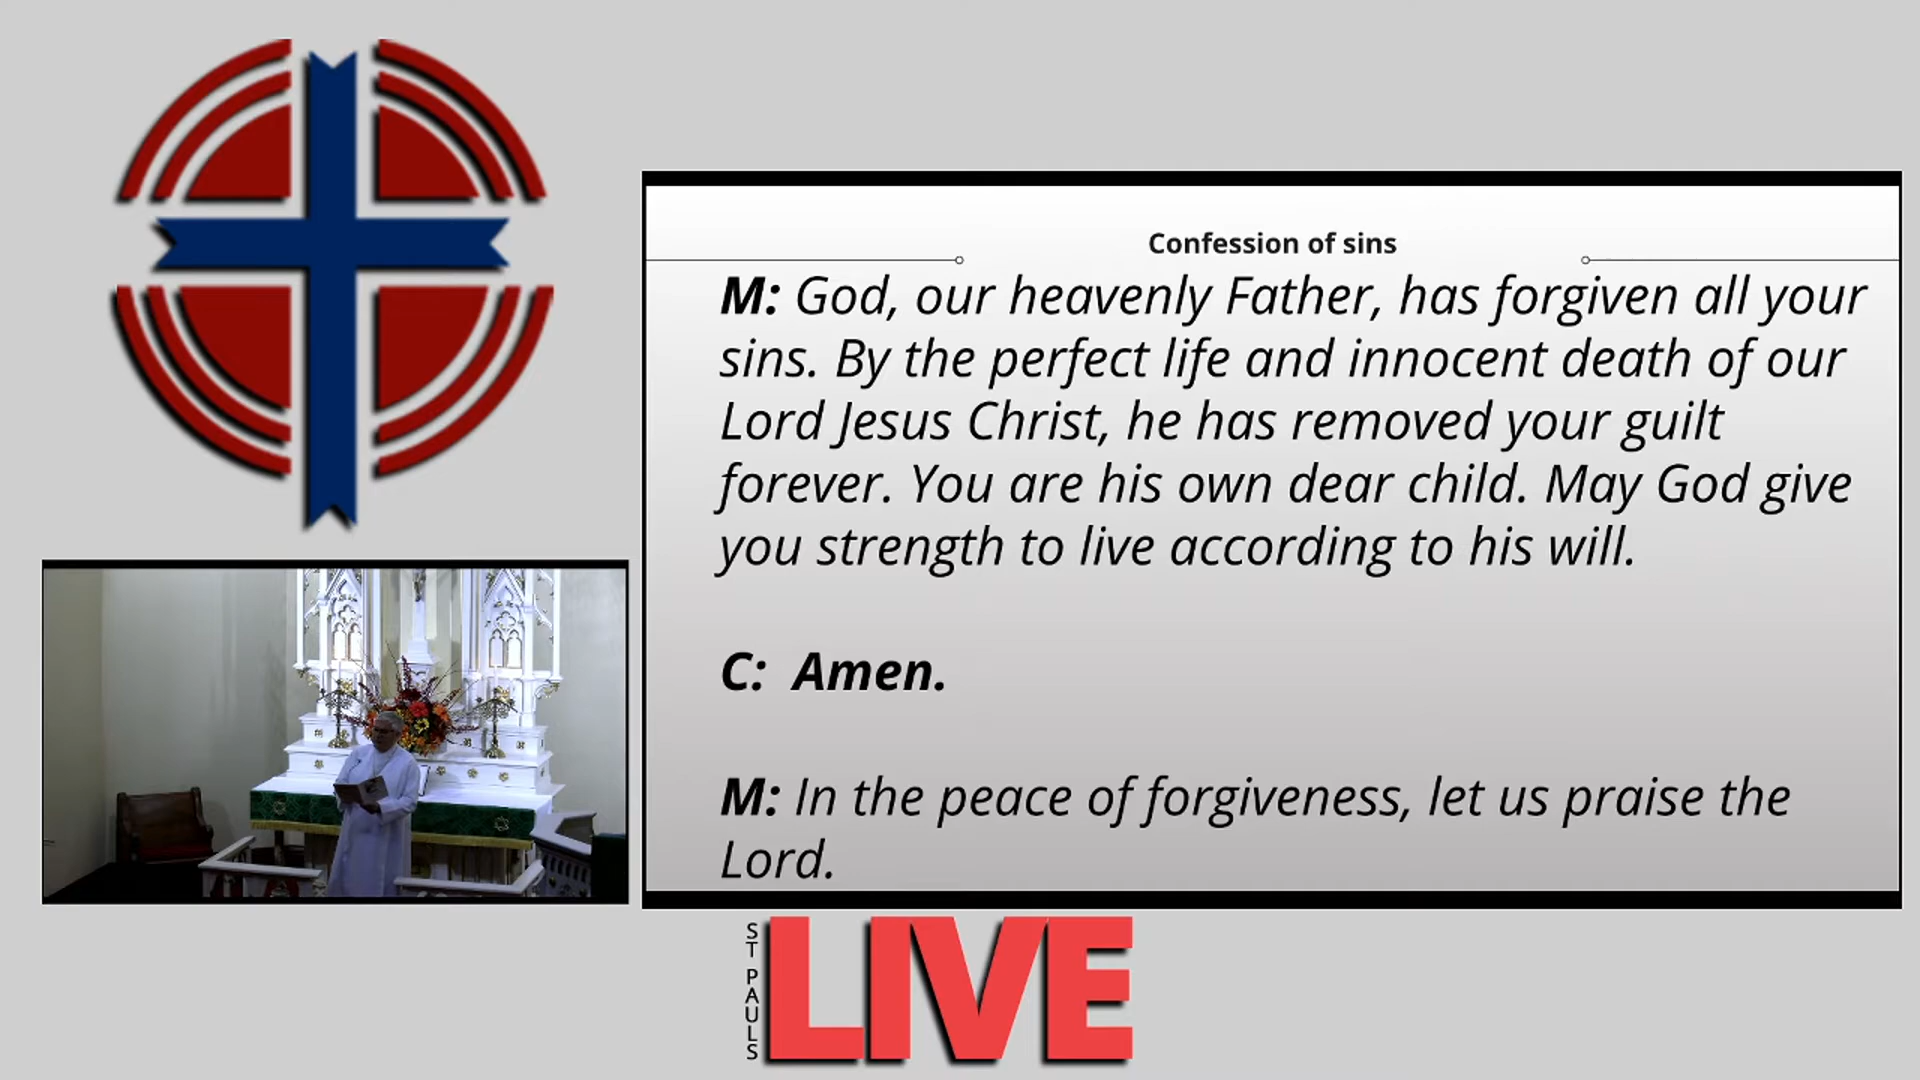 Confession of sins
M: God, our heavenly Father, has forgiven all your
sins. By the perfect life and innocent death of our
Lord Jesus Christ, he has removed your guilt
forever. You are his own dear child. May God give
you strength to live according to his will.
C: Amen.
M: In the peace of forgiveness, let us praise the
Lord.
ST PAULS
LIVE